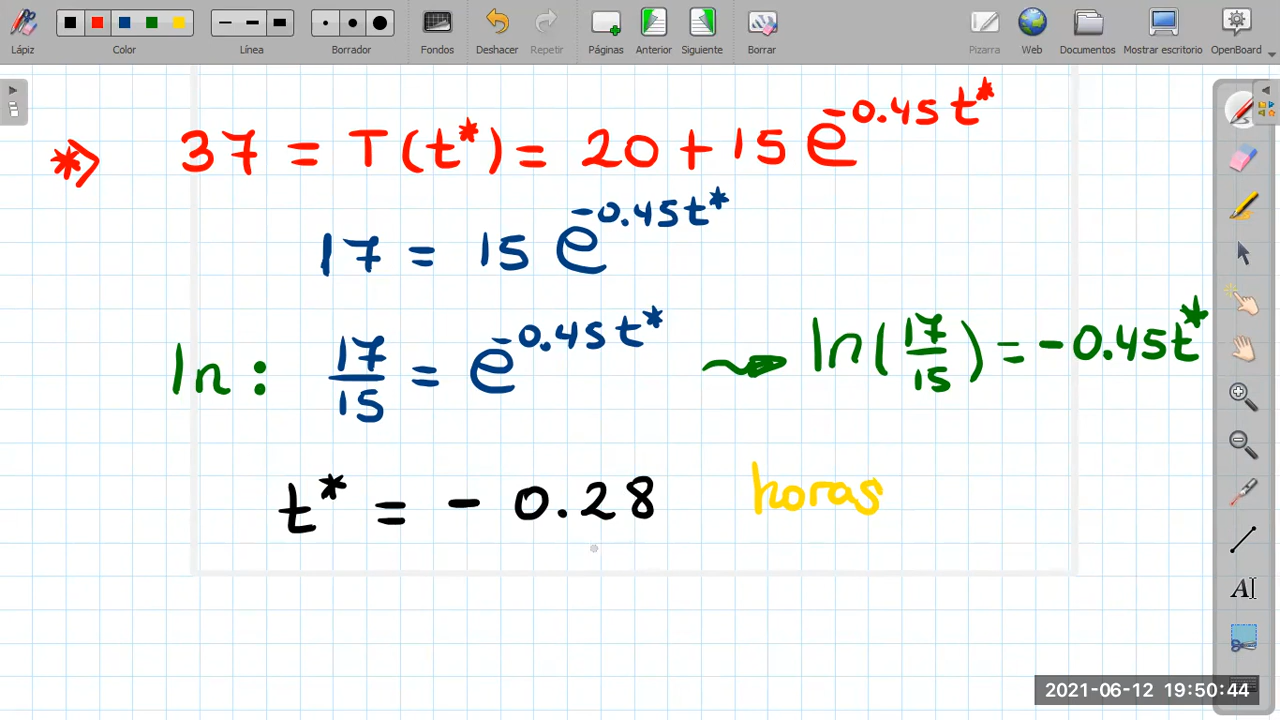 Lápiz Color Línea Borrador Fondos Deshacer Repetir Páginas Anterior Siguiente Borrar Pizarra Web Documentos Mostrar escritorio OpenBoard
*) 37 = T(t*) = 20 + 15 e^{-0.45t*}
17 = 15 e^{-0.45t*}
ln: 17/15 = e^{-0.45t*} ⇝ ln(17/15) = -0.45t*
t* = - 0.28 horas
2021-06-12 19:50:44